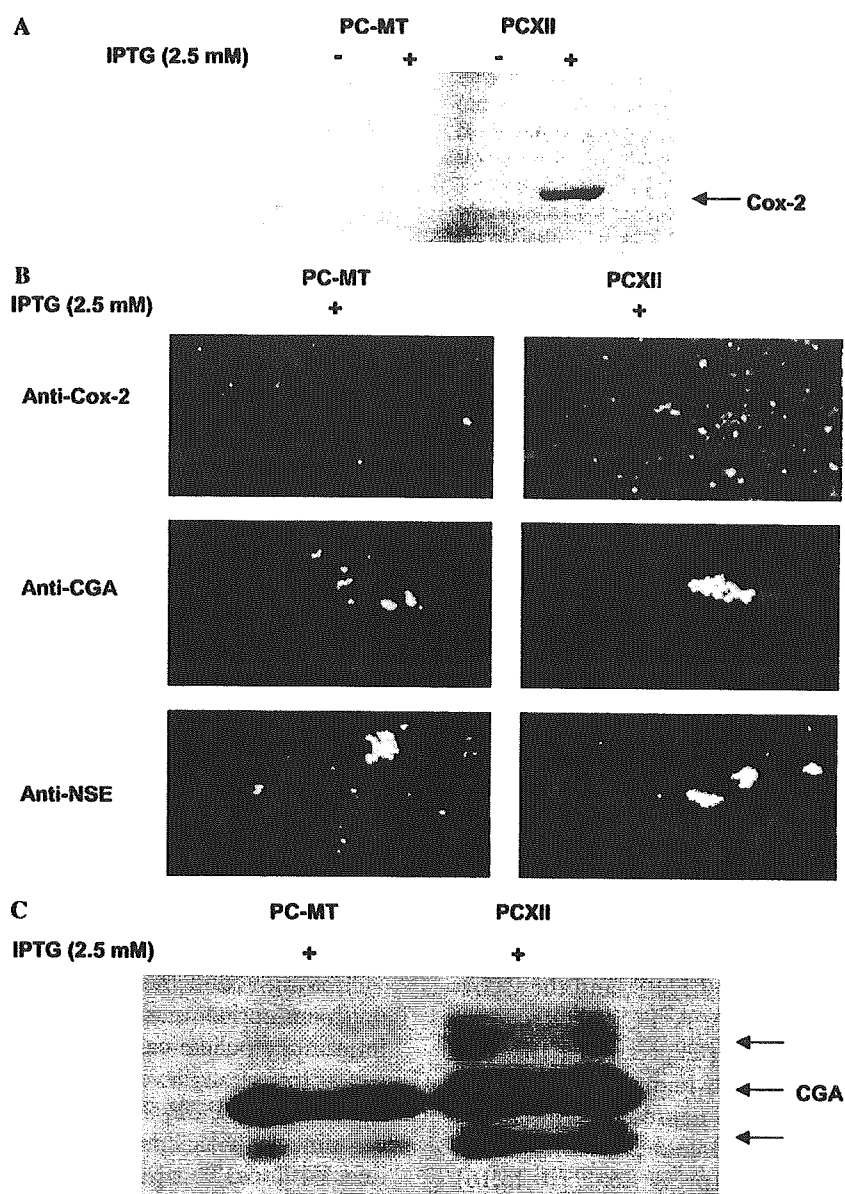 A
PC-MT PCXII
IPTG (2.5 mM) - + - +
Cox-2
B
PC-MT PCXII
IPTG (2.5 mM) + +
Anti-Cox-2
Anti-CGA
Anti-NSE
C
PC-MT PCXII
IPTG (2.5 mM) + +
CGA